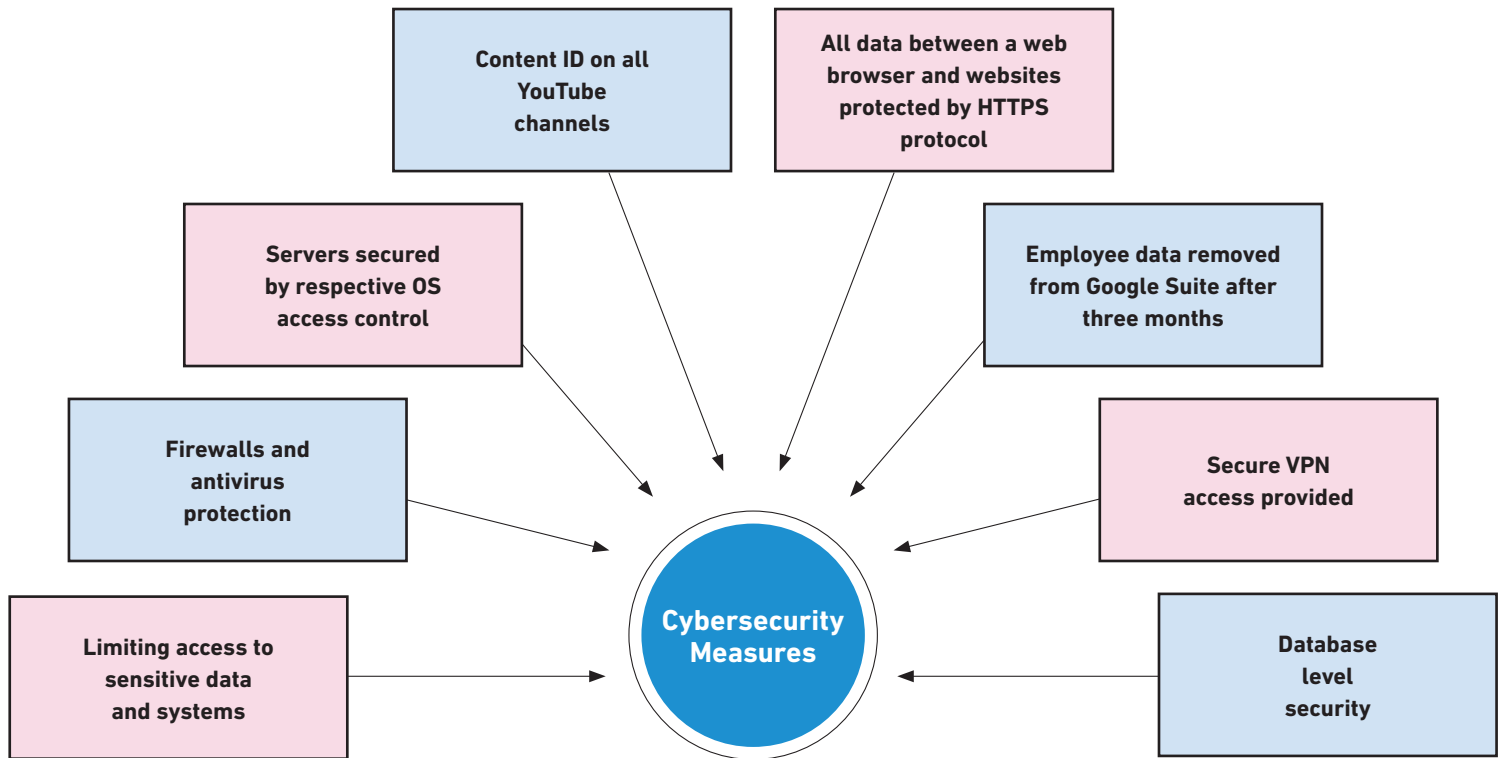 Content ID on all
YouTube
channels
All data between a web
browser and websites
protected by HTTPS
protocol
Servers secured
by respective OS
access control
Employee data removed
from Google Suite after
three months
Firewalls and
antivirus
protection
Secure VPN
access provided
Limiting access to
sensitive data
and systems
Cybersecurity
Measures
Database
level
security